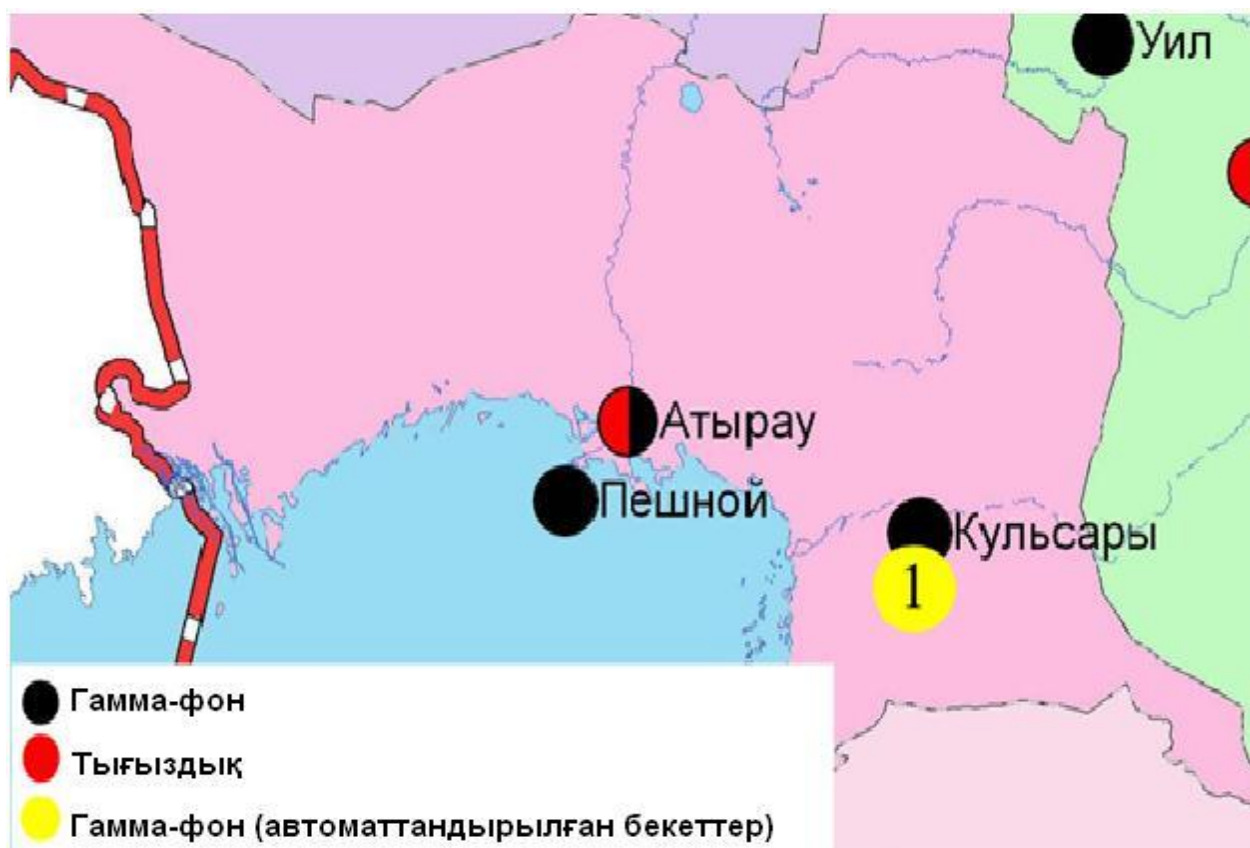 Уил
Атырау
Пешной
Кульсары
1
Гамма-фон
Тығыздық
Гамма-фон (автоматтандырылған бекеттер)